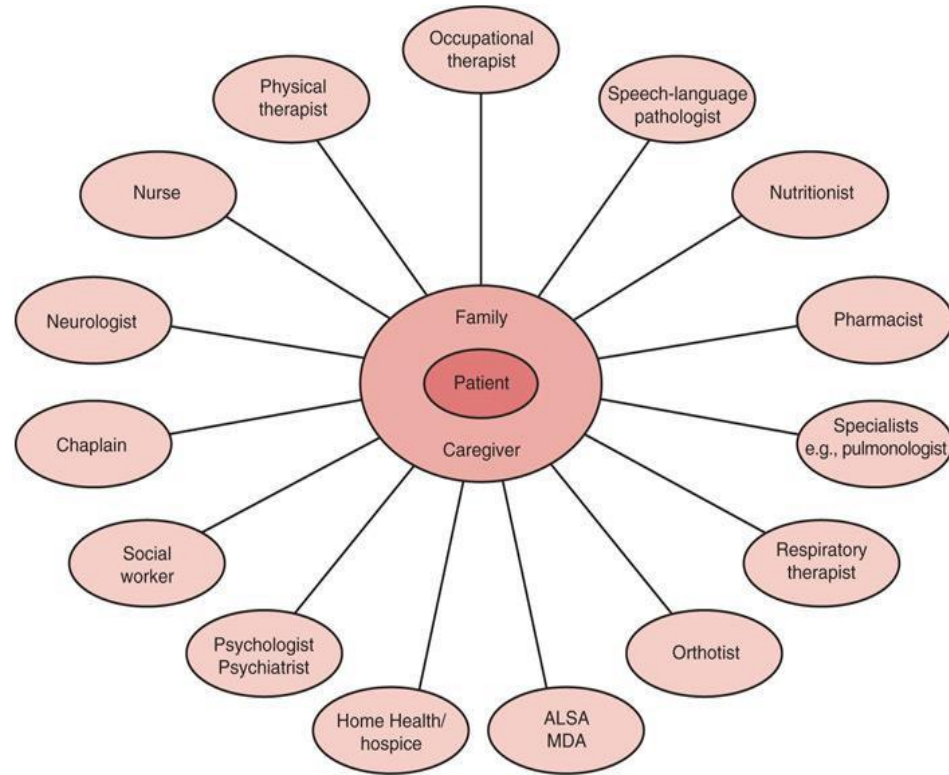 Occupational
therapist
Physical
therapist
Speech-language
pathologist
Nurse
Nutritionist
Neurologist
Family
Pharmacist
Patient
Chaplain
Caregiver
Specialists
e.g., pulmonologist
Social
worker
Respiratory
therapist
Psychologist
Psychiatrist
Orthotist
Home Health/
hospice
ALSA
MDA